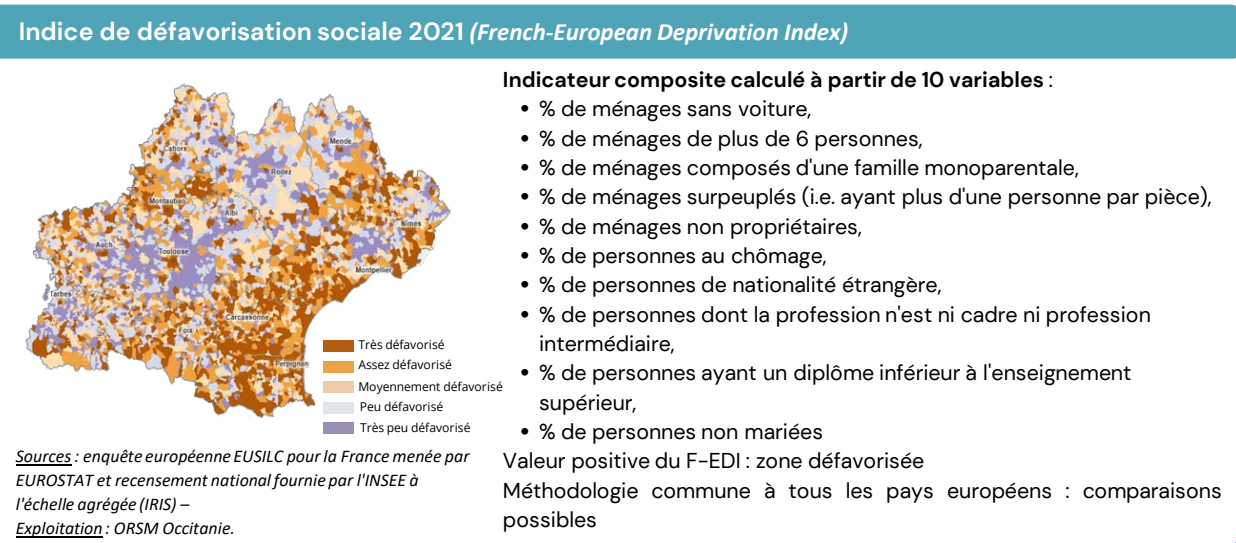 Indice de défavorisation sociale 2021 (French-European Deprivation Index)
Cahors
Mende
Rodez
Montauban
Albi
Nîmes
Auch
Toulouse
Montpellier
Tarbes
Carcassonne
Foix
Perpignan
Très défavorisé
Assez défavorisé
Moyennement défavorisé
Peu défavorisé
Très peu défavorisé
Sources : enquête européenne EUSILC pour la France menée par
EUROSTAT et recensement national fournie par l'INSEE à
l'échelle agrégée (IRIS) –
Exploitation : ORSM Occitanie.
Indicateur composite calculé à partir de 10 variables :
• % de ménages sans voiture,
• % de ménages de plus de 6 personnes,
• % de ménages composés d'une famille monoparentale,
• % de ménages surpeuplés (i.e. ayant plus d'une personne par pièce),
• % de ménages non propriétaires,
• % de personnes au chômage,
• % de personnes de nationalité étrangère,
• % de personnes dont la profession n'est ni cadre ni profession
intermédiaire,
• % de personnes ayant un diplôme inférieur à l'enseignement
supérieur,
• % de personnes non mariées
Valeur positive du F-EDI : zone défavorisée
Méthodologie commune à tous les pays européens : comparaisons
possibles